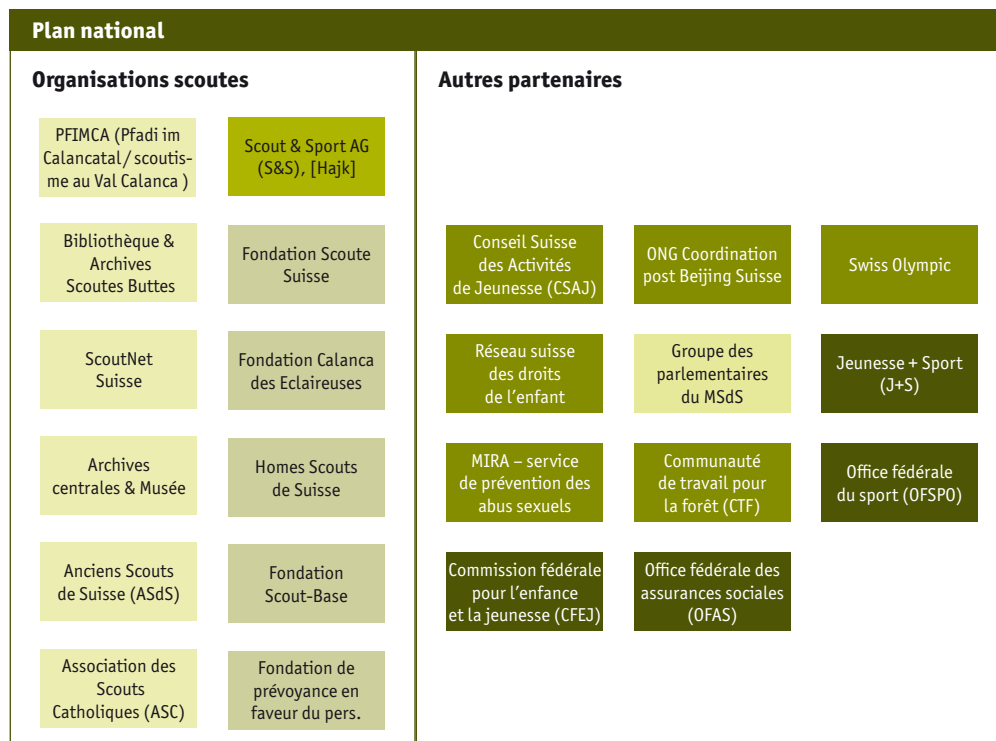 Plan national
Organisations scoutes
PFIMCA (Pfadi im
Calancatal / scoutis-
me au Val Calanca )
Scout & Sport AG
(S&S), [Hajk]
Bibliothèque &
Archives
Scoutes Buttes
Fondation Scoute
Suisse
ScoutNet
Suisse
Fondation Calanca
des Eclaireuses
Archives
centrales & Musée
Homes Scouts
de Suisse
Anciens Scouts
de Suisse (ASdS)
Fondation
Scout-Base
Association des
Scouts
Catholiques (ASC)
Fondation de
prévoyance en
faveur du pers.
Autres partenaires
Conseil Suisse
des Activités
de Jeunesse (CSAJ)
ONG Coordination
post Beijing Suisse
Swiss Olympic
Réseau suisse
des droits
de l'enfant
Groupe des
parlementaires
du MSdS
Jeunesse + Sport
(J+S)
MIRA – service
de prévention des
abus sexuels
Communauté
de travail pour
la forêt (CTF)
Office fédérale
du sport (OFSPO)
Commission fédérale
pour l'enfance
et la jeunesse (CFEJ)
Office fédérale des
assurances sociales
(OFAS)